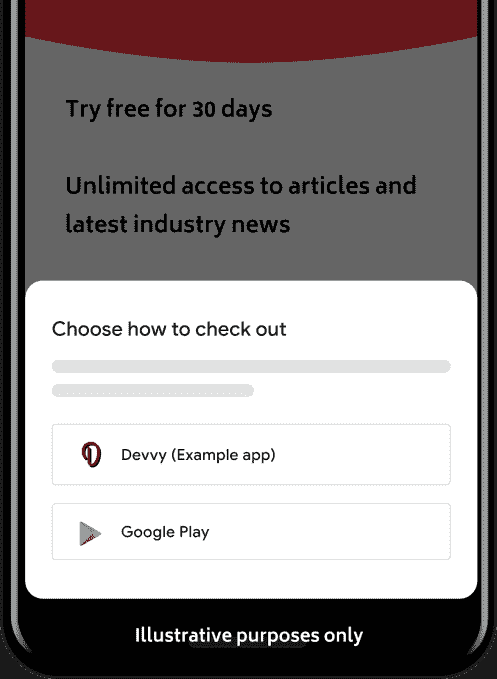 Try free for 30 days
Unlimited access to articles and
latest industry news
Choose how to check out
Devvy (Example app)
Google Play
Illustrative purposes only